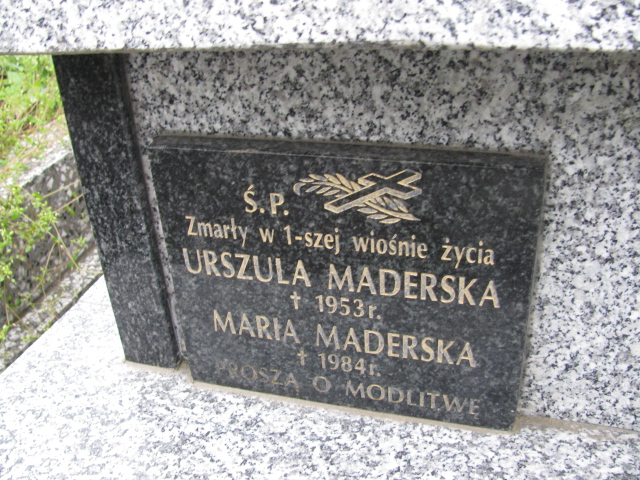 Ś.P.
Zmarły w 1-szej wiośnie życia
URSZULA MADERSKA
† 1953r.
MARIA MADERSKA
† 1984r.
PROSZĄ O MODLITWĘ